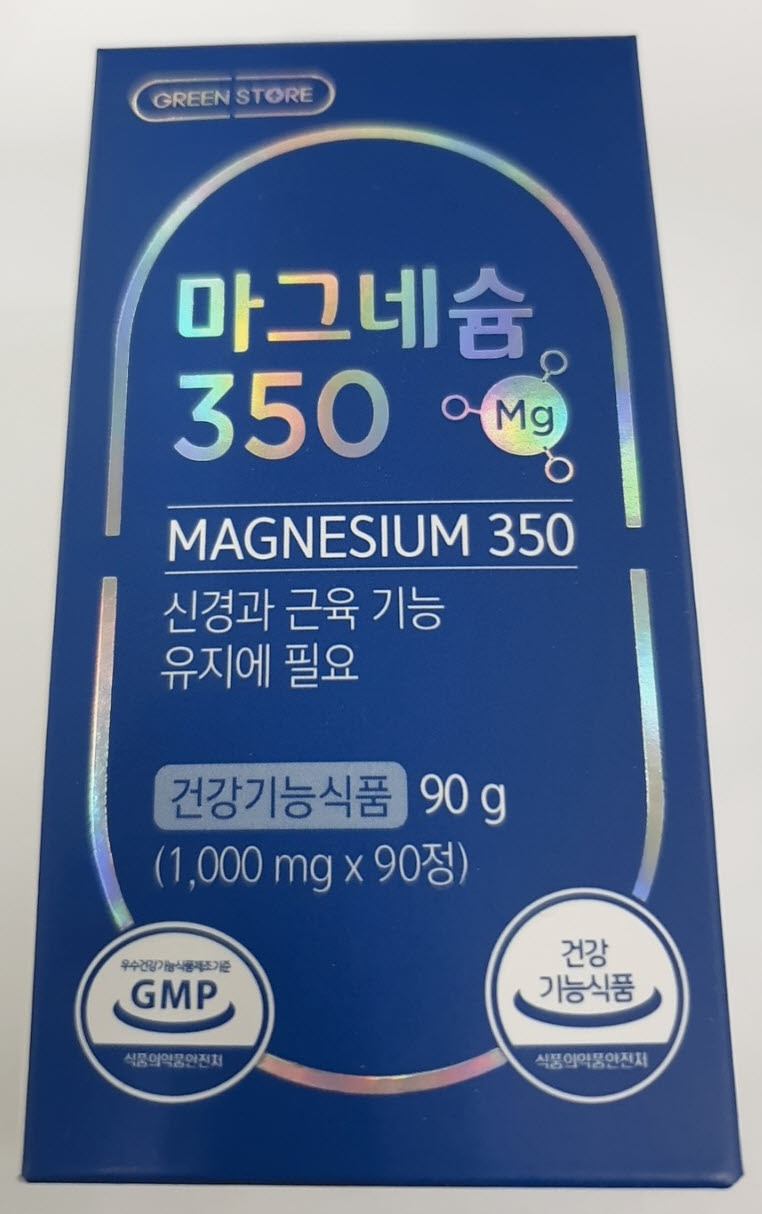 GREEN STORE
마그네슘
350
Mg
MAGNESIUM 350
신경과 근육 기능
유지에 필요
건강기능식품 90 g
(1,000 mg x 90정)
우수건강기능식품제조기준
GMP
식품의약품안전처
건강
기능식품
식품의약품안전처